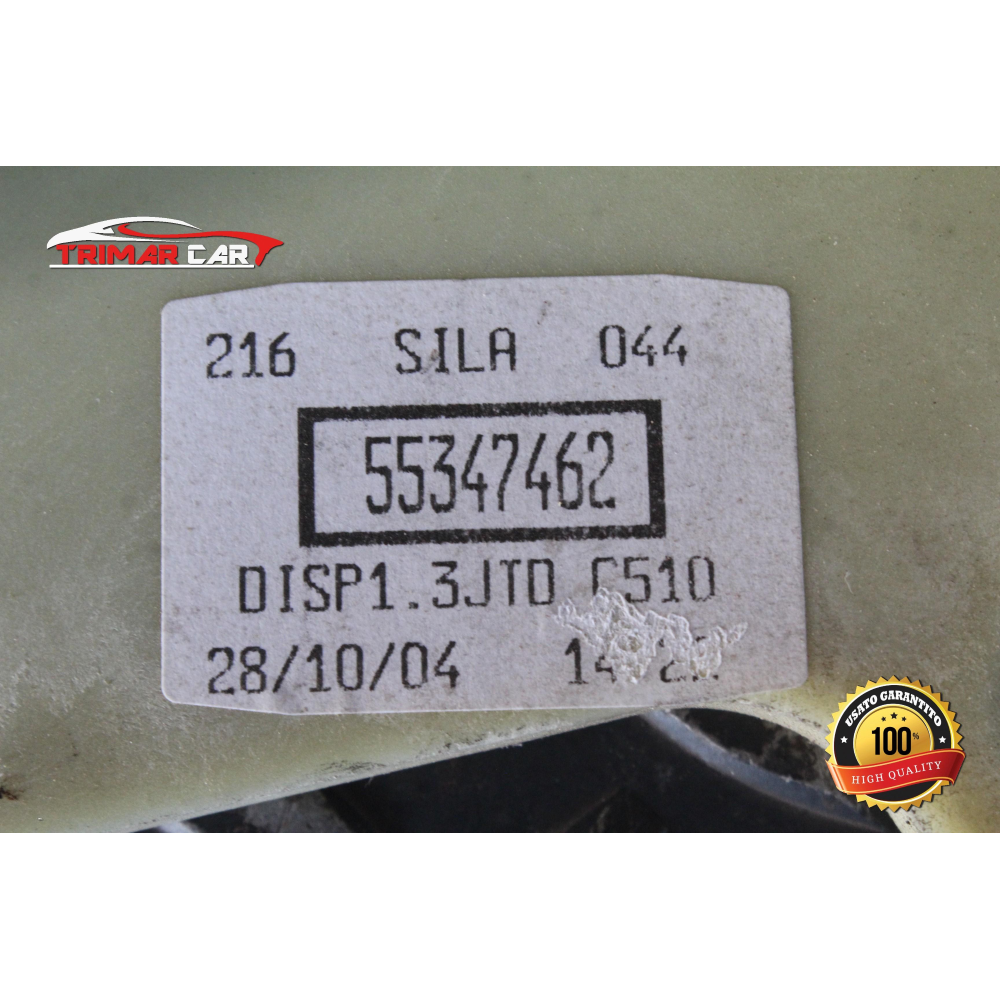 TRIMAR CAR
216 SILA 044
55347462
DISP1.3JTD C510
28/10/04
USATO GARANTITO
100%
HIGH QUALITY